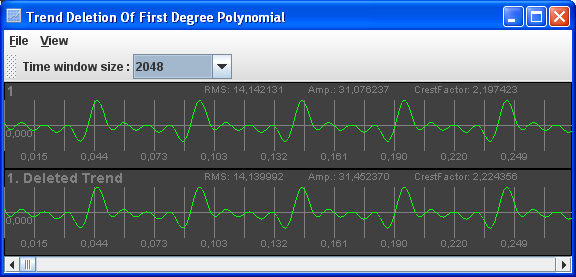 Trend Deletion Of First Degree Polynomial
File View
Time window size : 2048
1 RMS: 14,142131 Amp.: 31,076237 CrestFactor: 2,197423
0,000
0,015 0,044 0,073 0,103 0,132 0,161 0,190 0,220 0,249
1. Deleted Trend RMS: 14,139992 Amp.: 31,452370 CrestFactor: 2,224356
0,000
0,015 0,044 0,073 0,103 0,132 0,161 0,190 0,220 0,249